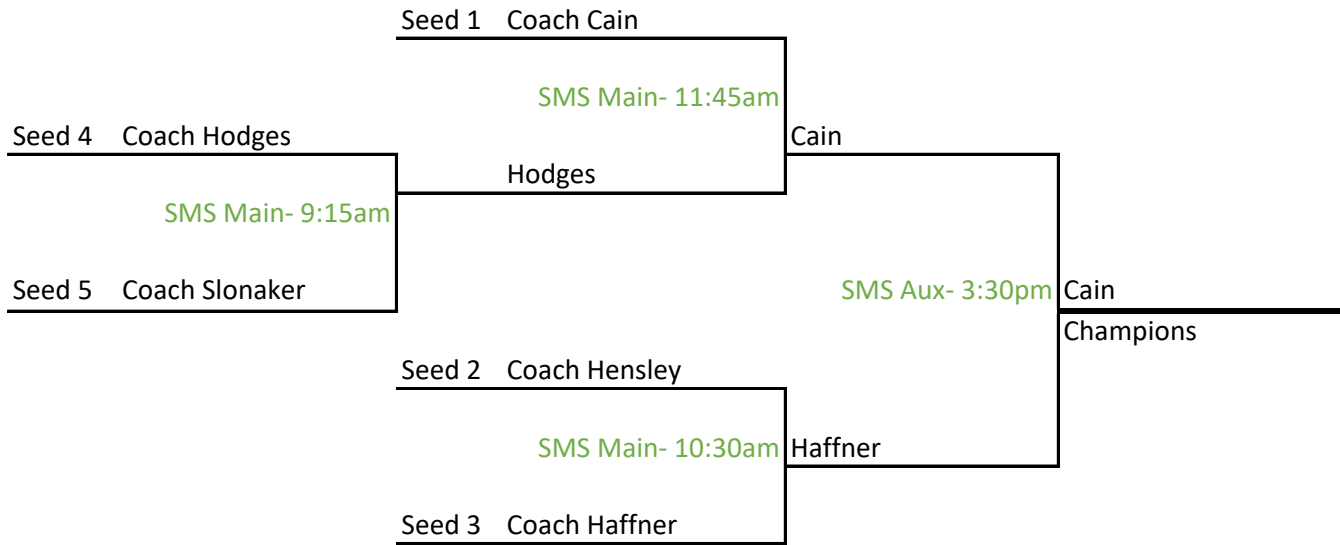 Seed 1 Coach Cain
SMS Main- 11:45am
Seed 4 Coach Hodges
Cain
Hodges
SMS Main- 9:15am
Seed 5 Coach Slonaker
SMS Aux- 3:30pm
Cain
Champions
Seed 2 Coach Hensley
SMS Main- 10:30am
Haffner
Seed 3 Coach Haffner